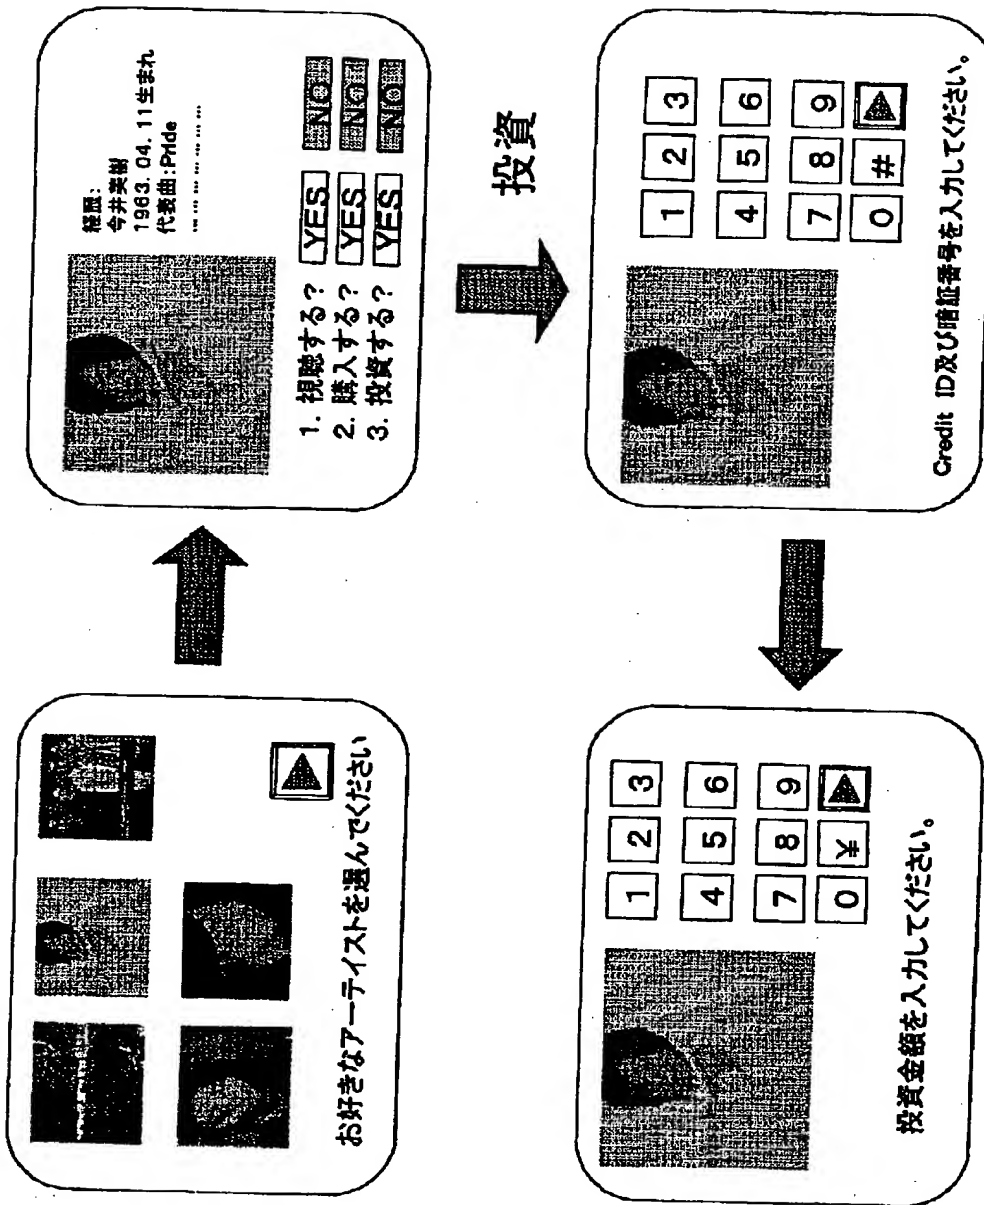 お好きなアーティストを選んでください
経歴:
今井美樹
1963. 04. 11生まれ
代表曲:Pride
... ... ... ... ... ...
1. 視聴する? YES NO
2. 購入する? YES NO
3. 投資する? YES NO
投資
1 2 3
4 5 6
7 8 9
0 #
Credit ID及び暗証番号を入力してください。
1 2 3
4 5 6
7 8 9
0 ¥
投資金額を入力してください。